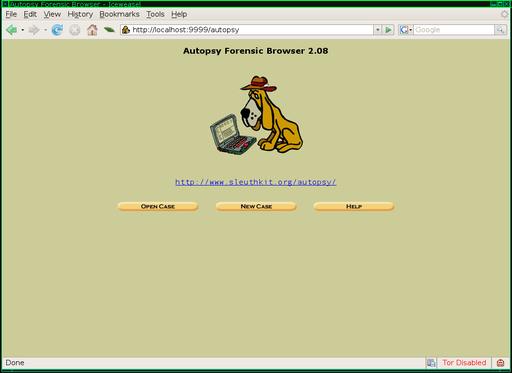 Autopsy Forensic Browser - Iceweasel
File Edit View History Bookmarks Tools Help
http://localhost:9999/autopsy
Google
Autopsy Forensic Browser 2.08
http://www.sleuthkit.org/autopsy/
Open Case New Case Help
Done
Tor Disabled